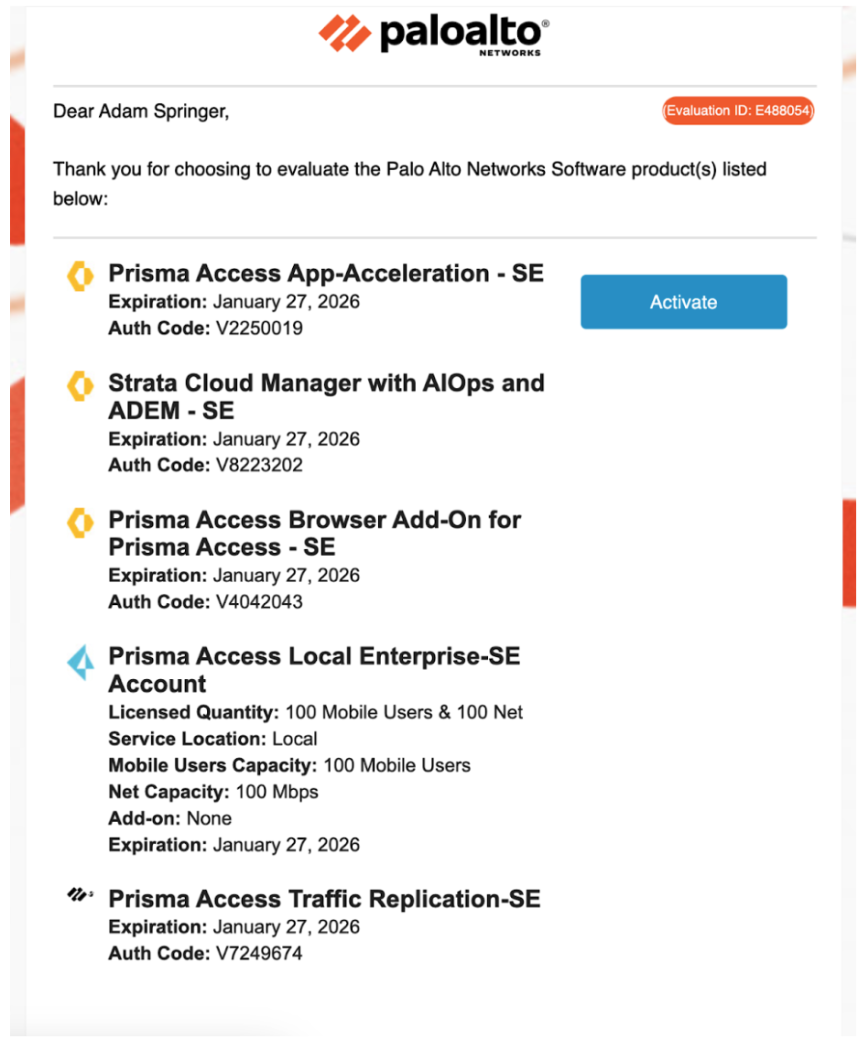 paloalto®
NETWORKS
Dear Adam Springer,
(Evaluation ID: E488054)
Thank you for choosing to evaluate the Palo Alto Networks Software product(s) listed
below:
Prisma Access App-Acceleration - SE
Expiration: January 27, 2026
Auth Code: V2250019
Activate
Strata Cloud Manager with AIOps and
ADEM - SE
Expiration: January 27, 2026
Auth Code: V8223202
Prisma Access Browser Add-On for
Prisma Access - SE
Expiration: January 27, 2026
Auth Code: V4042043
Prisma Access Local Enterprise-SE
Account
Licensed Quantity: 100 Mobile Users & 100 Net
Service Location: Local
Mobile Users Capacity: 100 Mobile Users
Net Capacity: 100 Mbps
Add-on: None
Expiration: January 27, 2026
Prisma Access Traffic Replication-SE
Expiration: January 27, 2026
Auth Code: V7249674